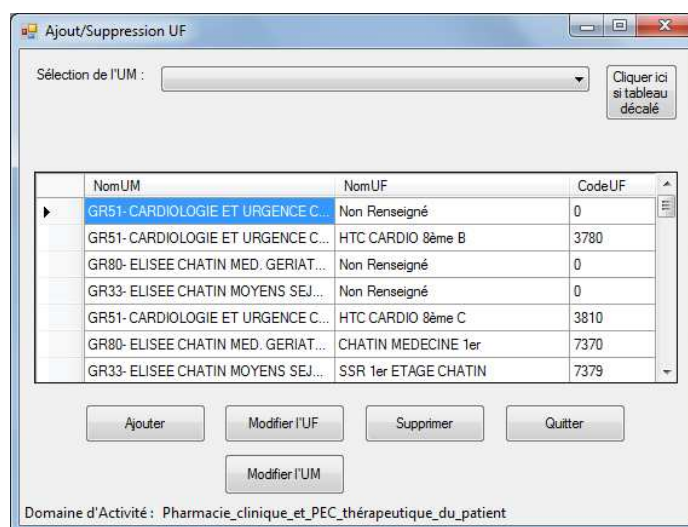 Ajout/Suppression UF
Sélection de l'UM :
Cliquer ici
si tableau
décalé
NomUM NomUF CodeUF
GR51- CARDIOLOGIE ET URGENCE C... Non Renseigné 0
GR51- CARDIOLOGIE ET URGENCE C... HTC CARDIO 8ème B 3780
GR80- ELISEE CHATIN MED. GERIAT... Non Renseigné 0
GR33- ELISEE CHATIN MOYENS SEJ... Non Renseigné 0
GR51- CARDIOLOGIE ET URGENCE C... HTC CARDIO 8ème C 3810
GR80- ELISEE CHATIN MED. GERIAT... CHATIN MEDECINE 1er 7370
GR33- ELISEE CHATIN MOYENS SEJ... SSR 1er ETAGE CHATIN 7379
Ajouter Modifier l'UF Supprimer Quitter
Modifier l'UM
Domaine d'Activité : Pharmacie_clinique_et_PEC_thérapeutique_du_patient